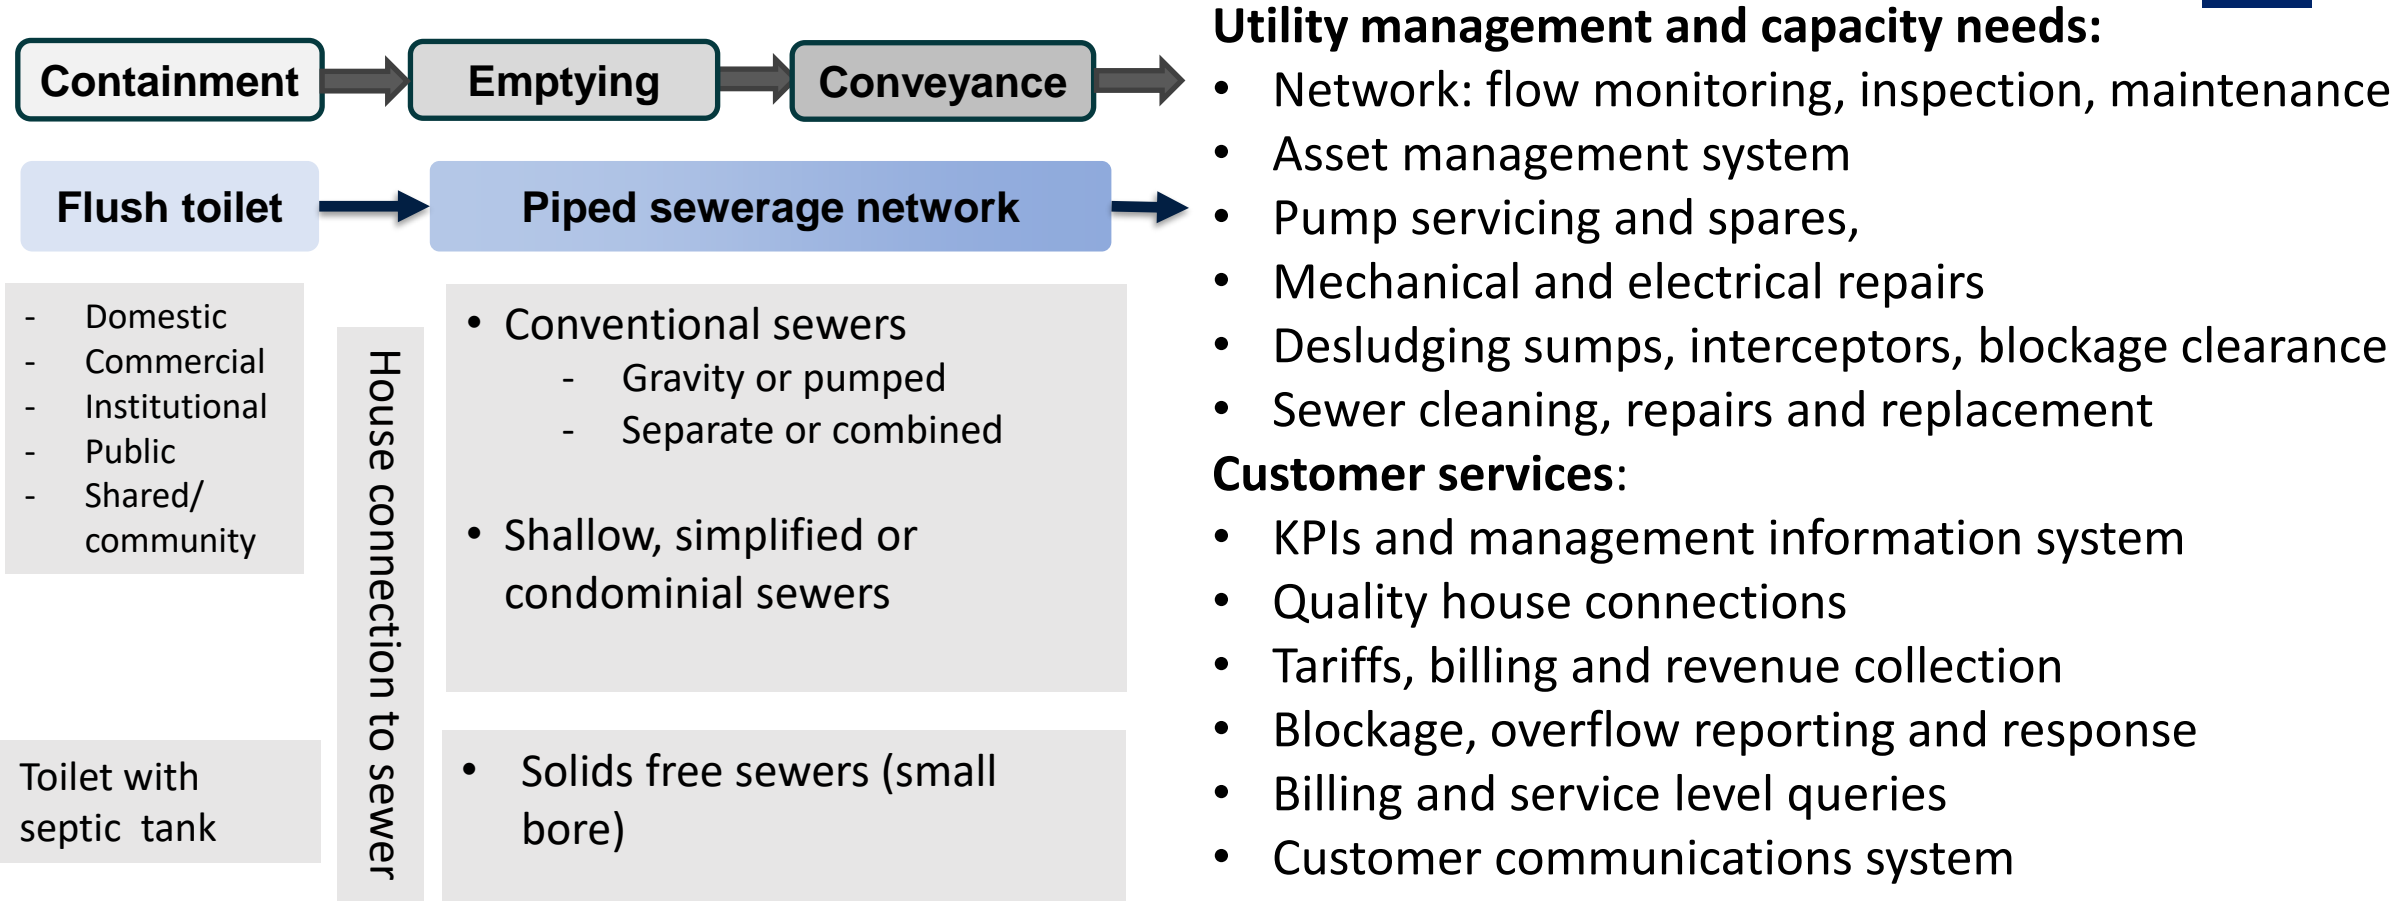 Containment
Emptying
Conveyance
Flush toilet
Piped sewerage network
- Domestic
- Commercial
- Institutional
- Public
- Shared/
community
House connection to sewer
• Conventional sewers
- Gravity or pumped
- Separate or combined
• Shallow, simplified or
condominial sewers
Toilet with
septic tank
• Solids free sewers (small
bore)
Utility management and capacity needs:
• Network: flow monitoring, inspection, maintenance
• Asset management system
• Pump servicing and spares,
• Mechanical and electrical repairs
• Desludging sumps, interceptors, blockage clearance
• Sewer cleaning, repairs and replacement
Customer services:
• KPIs and management information system
• Quality house connections
• Tariffs, billing and revenue collection
• Blockage, overflow reporting and response
• Billing and service level queries
• Customer communications system